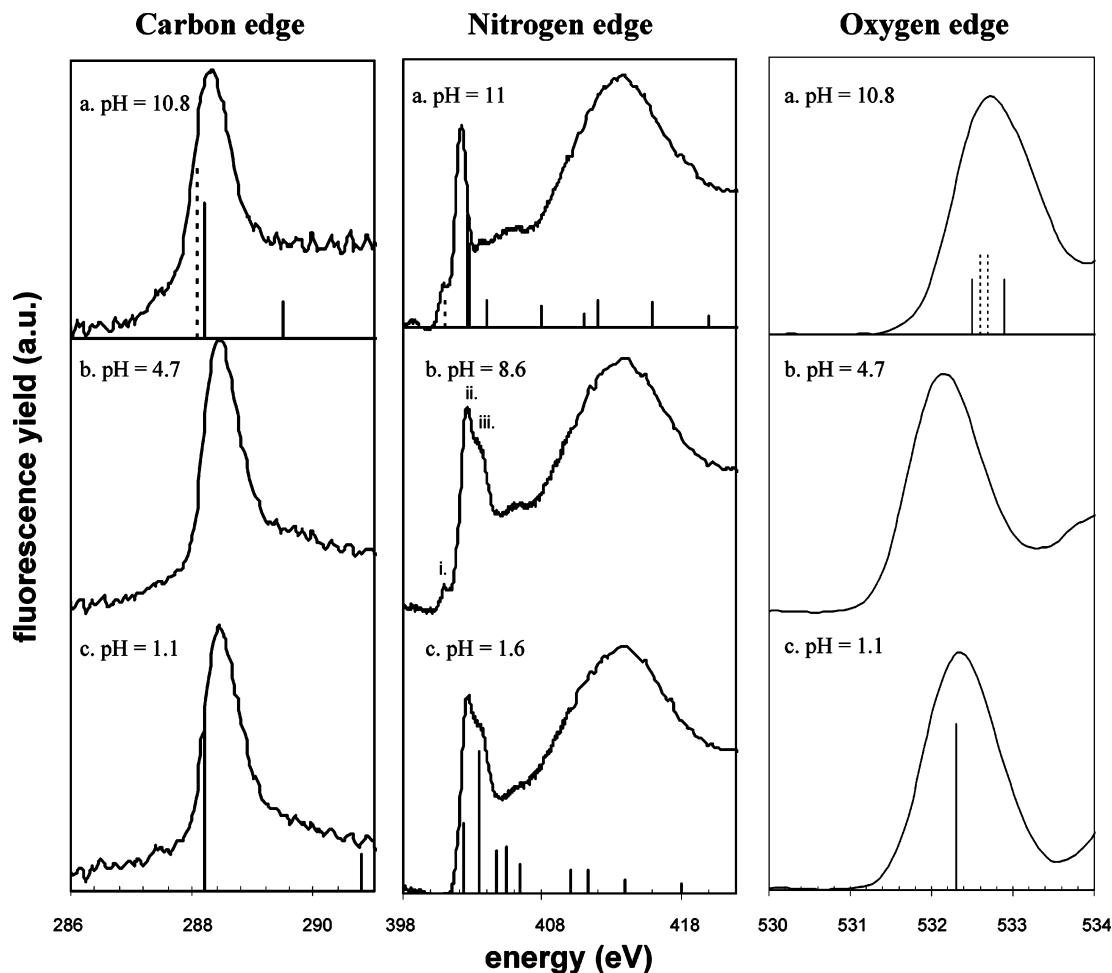 Carbon edge Nitrogen edge Oxygen edge
a. pH = 10.8 a. pH = 11 a. pH = 10.8
b. pH = 4.7 b. pH = 8.6 b. pH = 4.7
ii.
iii.
i.
c. pH = 1.1 c. pH = 1.6 c. pH = 1.1
fluorescence yield (a.u.)
286 288 290 398 408 418 530 531 532 533 534
energy (eV)